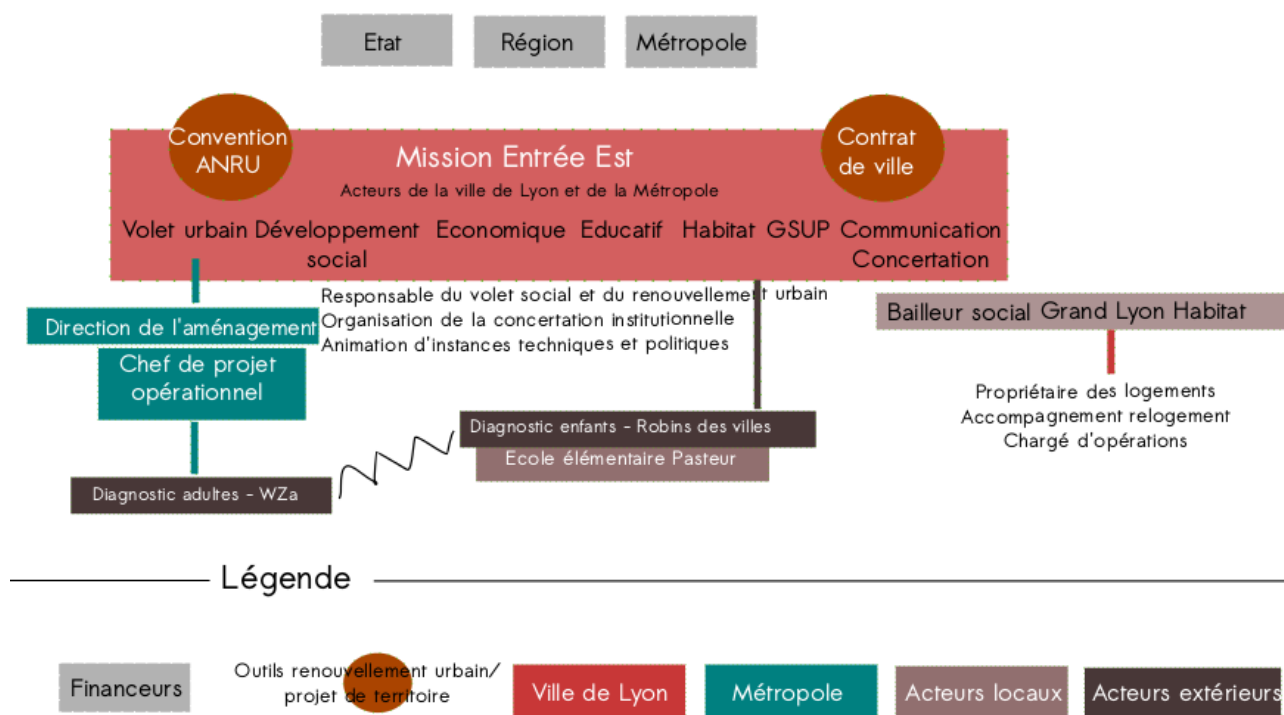 Etat
Région
Métropole
Convention
ANRU
Contrat
de ville
Mission Entrée Est
Acteurs de la ville de Lyon et de la Métropole
Volet urbain
Développement
social
Economique
Educatif
Habitat
GSUP
Communication
Concertation
Responsable du volet social et du renouvellement urbain
Organisation de la concertation institutionnelle
Animation d'instances techniques et politiques
Direction de l'aménagement
Chef de projet
opérationnel
Bailleur social Grand Lyon Habitat
Propriétaire des logements
Accompagnement relogement
Chargé d'opérations
Diagnostic enfants - Robins des villes
Ecole élémentaire Pasteur
Diagnostic adultes - WZa
Légende
Financeurs
Outils renouvellement urbain/
projet de territoire
Ville de Lyon
Métropole
Acteurs locaux
Acteurs extérieurs